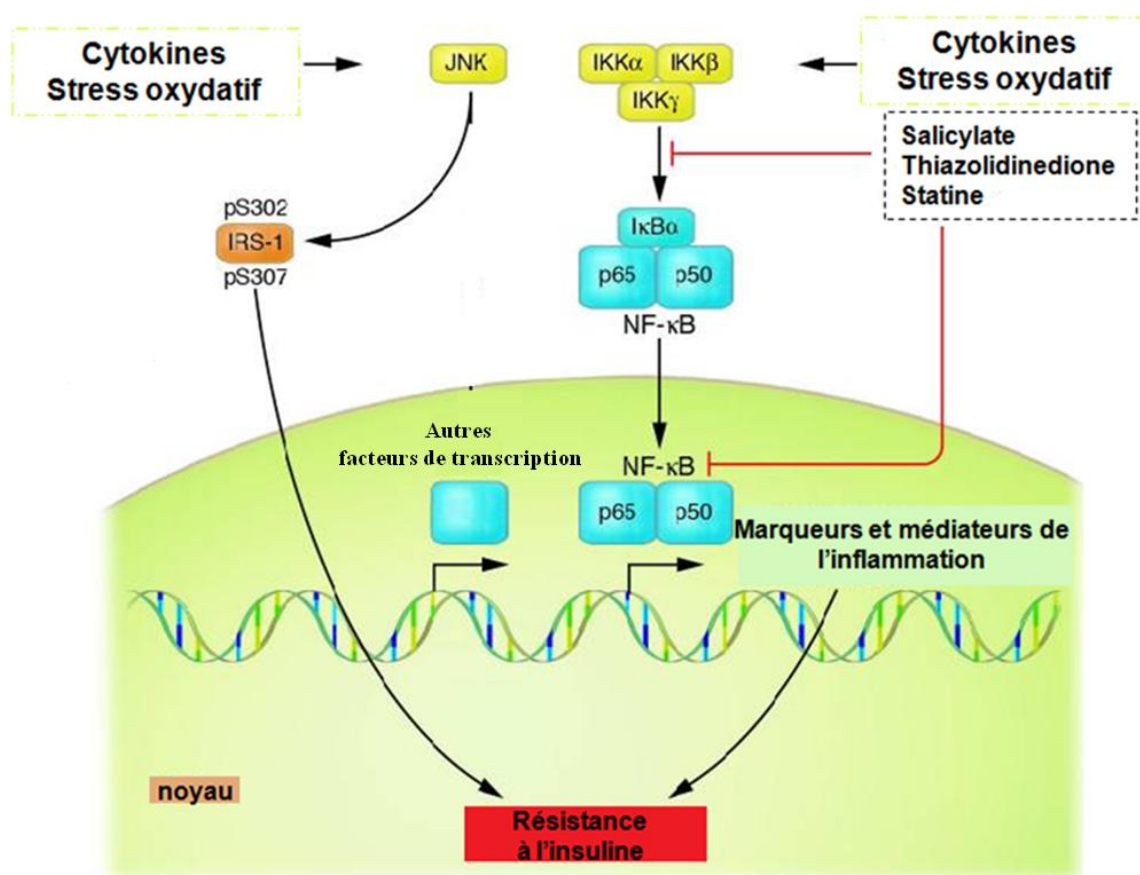 Cytokines
Stress oxydatif
JNK
IKKα
IKKβ
IKKγ
Cytokines
Stress oxydatif
Salicylate
Thiazolidinedione
Statine
pS302
IRS-1
pS307
IκBα
p65
p50
NF-κB
Autres
facteurs de transcription
NF-κB
p65
p50
Marqueurs et médiateurs de
l'inflammation
noyau
Résistance
à l'insuline